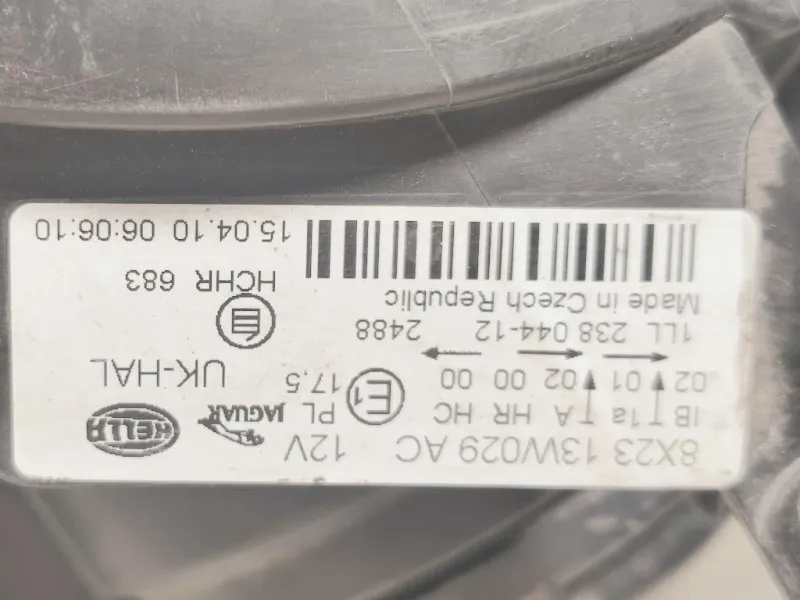 8X23 13W029 AC 12V JAGUAR HELLA
IB 1a A HR HC E1 PL
02 01 02 00 00 17,5 UK-HAL
1LL 238 044-12 2488
Made in Czech Republic HCHR 683
15.04.10 06:06:10